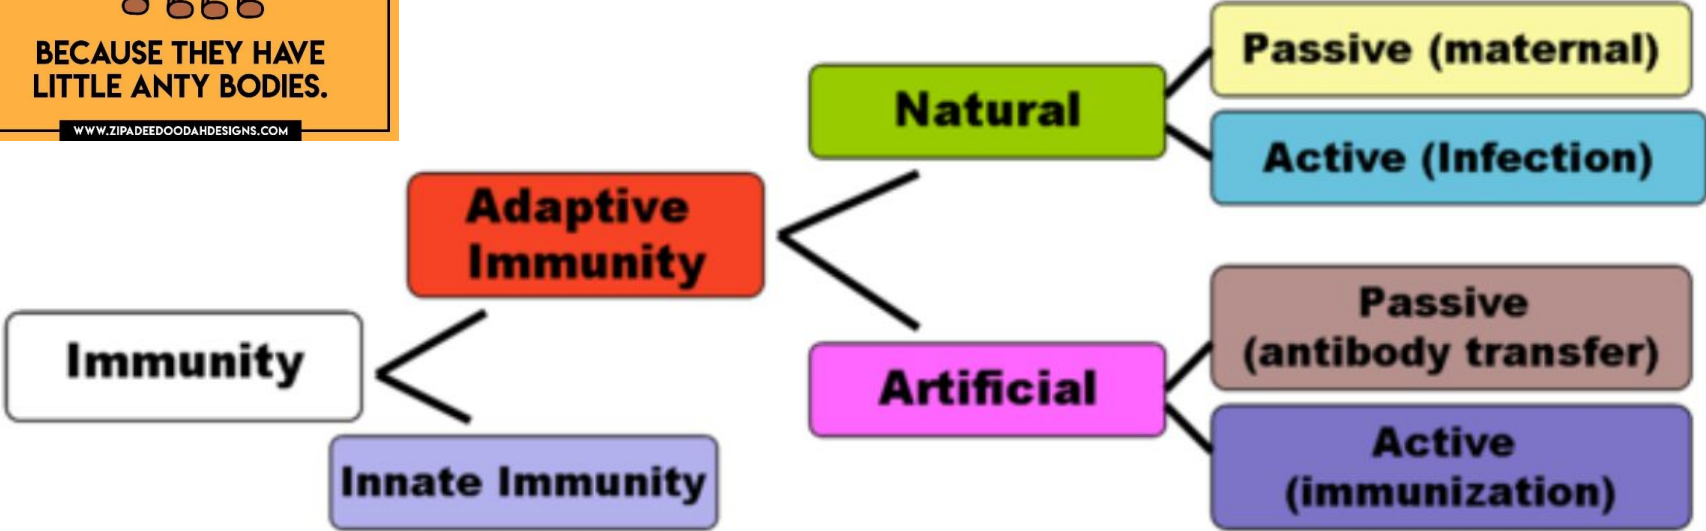 BECAUSE THEY HAVE
LITTLE ANTY BODIES.
WWW.ZIPADEEDOODAHDESIGNS.COM
Immunity
Adaptive
Immunity
Innate Immunity
Natural
Passive (maternal)
Active (Infection)
Artificial
Passive
(antibody transfer)
Active
(immunization)